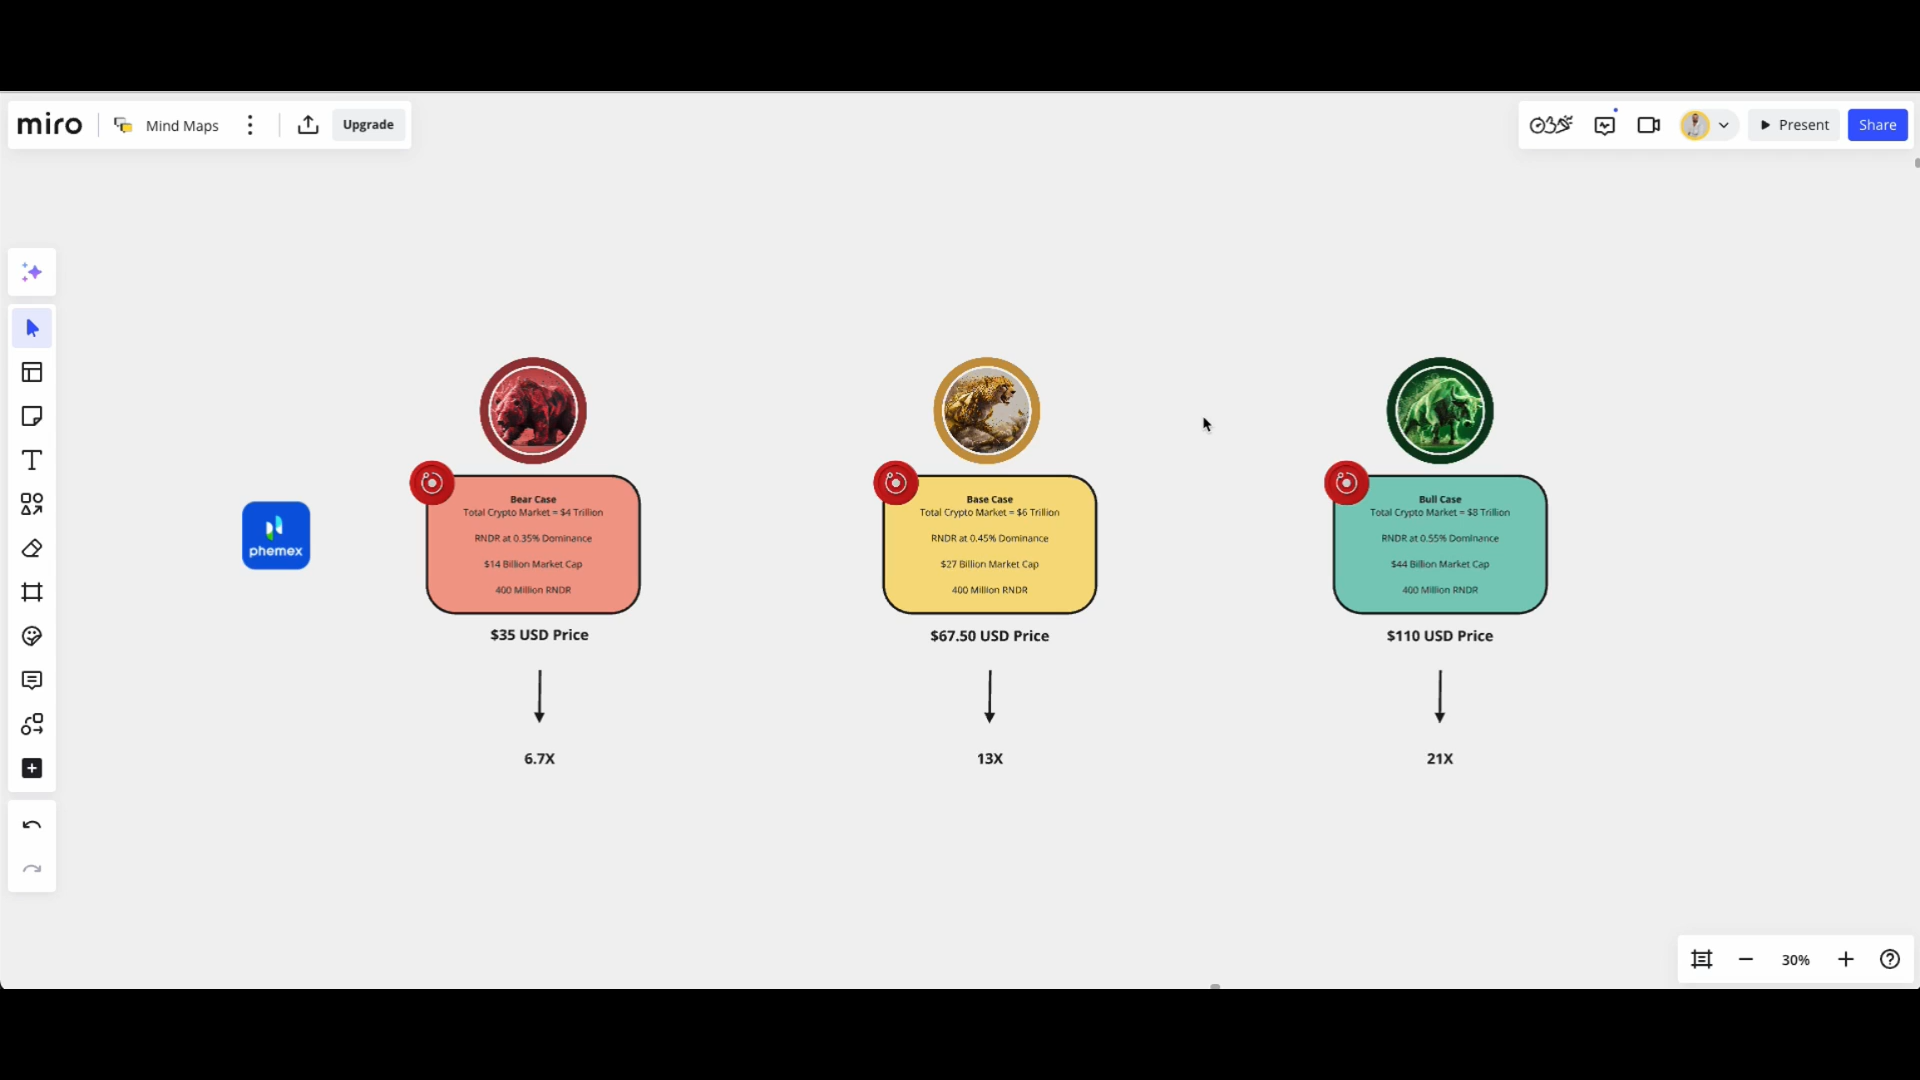 miro
Mind Maps
Upgrade
Present
Share
phemex
Bear Case
Total Crypto Market = $4 Trillion
RNDR at 0.35% Dominance
$14 Billion Market Cap
400 Million RNDR
$35 USD Price
6.7X
Base Case
Total Crypto Market = $6 Trillion
RNDR at 0.45% Dominance
$27 Billion Market Cap
400 Million RNDR
$67.50 USD Price
13X
Bull Case
Total Crypto Market = $8 Trillion
RNDR at 0.55% Dominance
$44 Billion Market Cap
400 Million RNDR
$110 USD Price
21X
30%